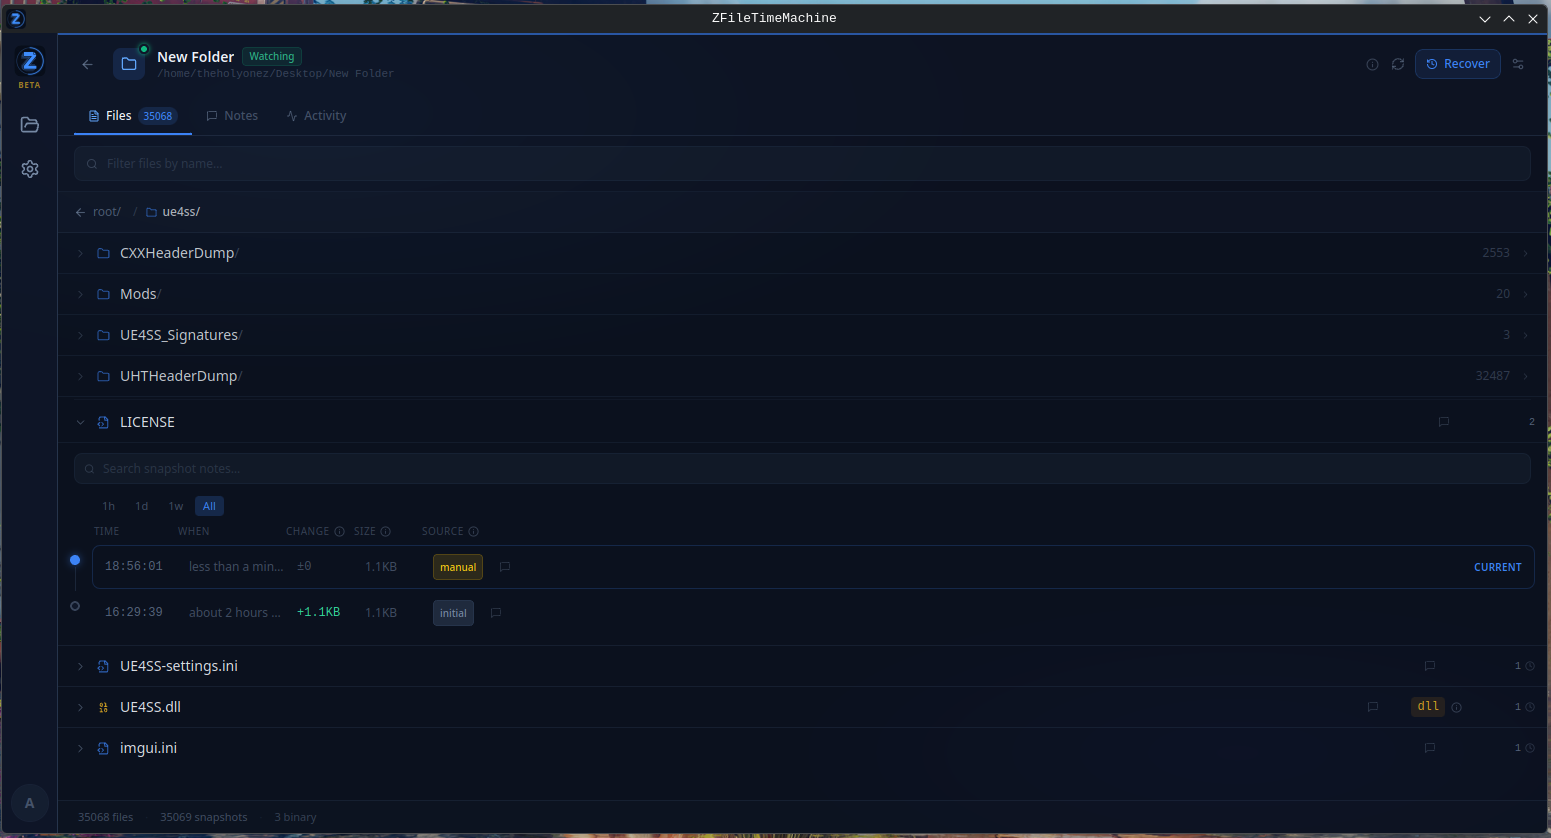 ZFileTimeMachine
Z
Z
BETA
New Folder Watching
/home/theholyonez/Desktop/New Folder
Recover
Files 35068 Notes Activity
Filter files by name...
root/ / ue4ss/
CXXHeaderDump/ 2553
Mods/ 20
UE4SS_Signatures/ 3
UHTHeaderDump/ 32487
LICENSE 2
Search snapshot notes...
1h 1d 1w All
TIME WHEN CHANGE SIZE SOURCE
18:56:01 less than a min... ±0 1.1KB manual CURRENT
16:29:39 about 2 hours ... +1.1KB 1.1KB initial
UE4SS-settings.ini 1
UE4SS.dll dll 1
imgui.ini 1
A
35068 files 35069 snapshots 3 binary